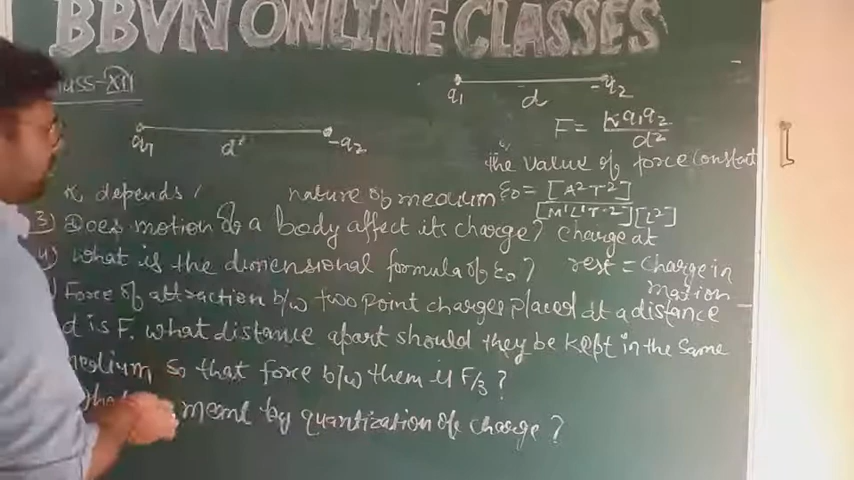 BBVN ONLINE CLASSES
class-XII
q1 d -q2
q1 d -q2
F = Kq1q2
d²
the value of force constant
K depends nature of medium
ε0 = [A²T²]
[M¹L¹T-2][L²]
3) Does motion of a body affect its charge? charge at
rest = charge in
motion
4) what is the dimensional formula of ε0?
Force of attraction b/w two point charges placed at a distance
d is F. what distance apart should they be kept in the same
medium so that force b/w them is F/3?
meant by quantization of charge?